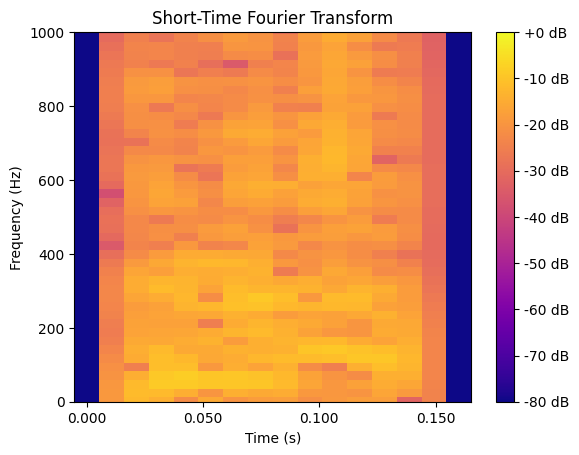 Short-Time Fourier Transform
1000
800
600
400
200
0
Frequency (Hz)
0.000
0.050
0.100
0.150
Time (s)
+0 dB
-10 dB
-20 dB
-30 dB
-40 dB
-50 dB
-60 dB
-70 dB
-80 dB